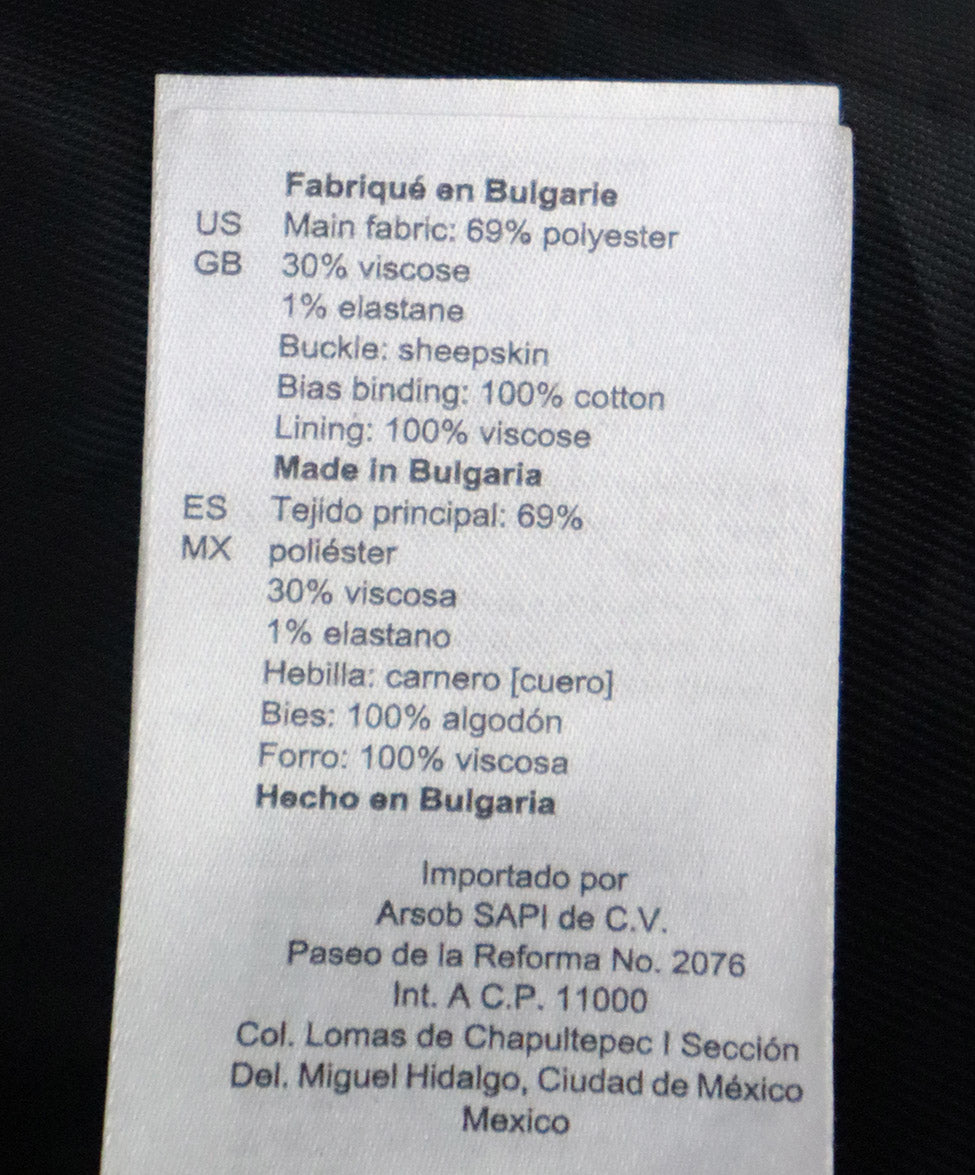 Fabriqué en Bulgarie
US Main fabric: 69% polyester
GB 30% viscose
1% elastane
Buckle: sheepskin
Bias binding: 100% cotton
Lining: 100% viscose
Made in Bulgaria
ES Tejido principal: 69%
MX poliéster
30% viscosa
1% elastano
Hebilla: carnero [cuero]
Bies: 100% algodón
Forro: 100% viscosa
Hecho en Bulgaria
Importado por
Arsob SAPI de C.V.
Paseo de la Reforma No. 2076
Int. A C.P. 11000
Col. Lomas de Chapultepec I Sección
Del. Miguel Hidalgo, Ciudad de México
Mexico